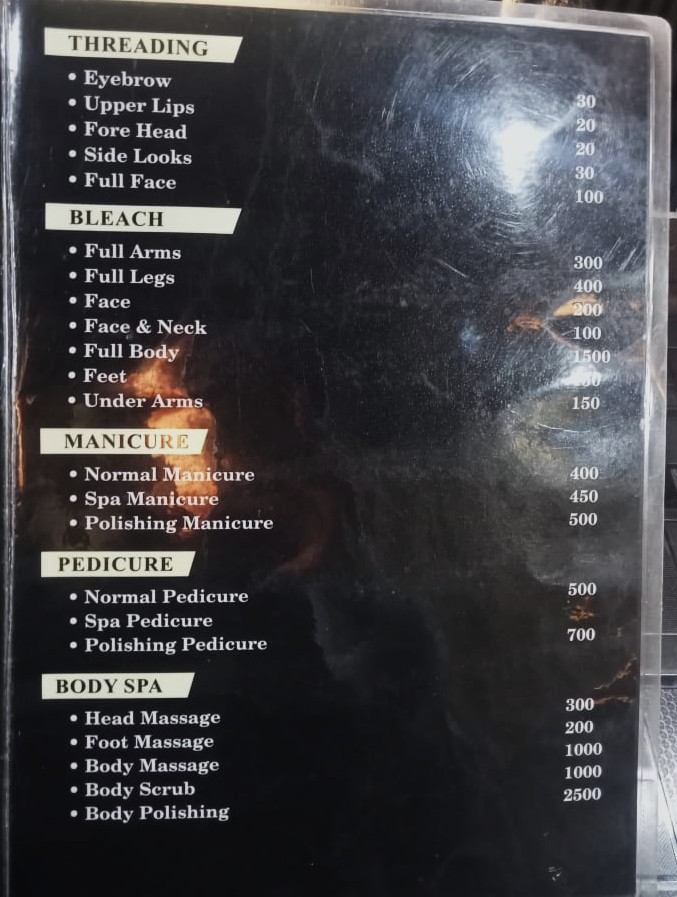 THREADING
• Eyebrow 30
• Upper Lips 20
• Fore Head 20
• Side Looks 30
• Full Face 100
BLEACH
• Full Arms 300
• Full Legs 400
• Face 200
• Face & Neck 100
• Full Body 1500
• Feet
• Under Arms 150
MANICURE
• Normal Manicure 400
• Spa Manicure 450
• Polishing Manicure 500
PEDICURE
• Normal Pedicure 500
• Spa Pedicure
• Polishing Pedicure 700
BODY SPA
• Head Massage 300
• Foot Massage 200
• Body Massage 1000
• Body Scrub 1000
• Body Polishing 2500